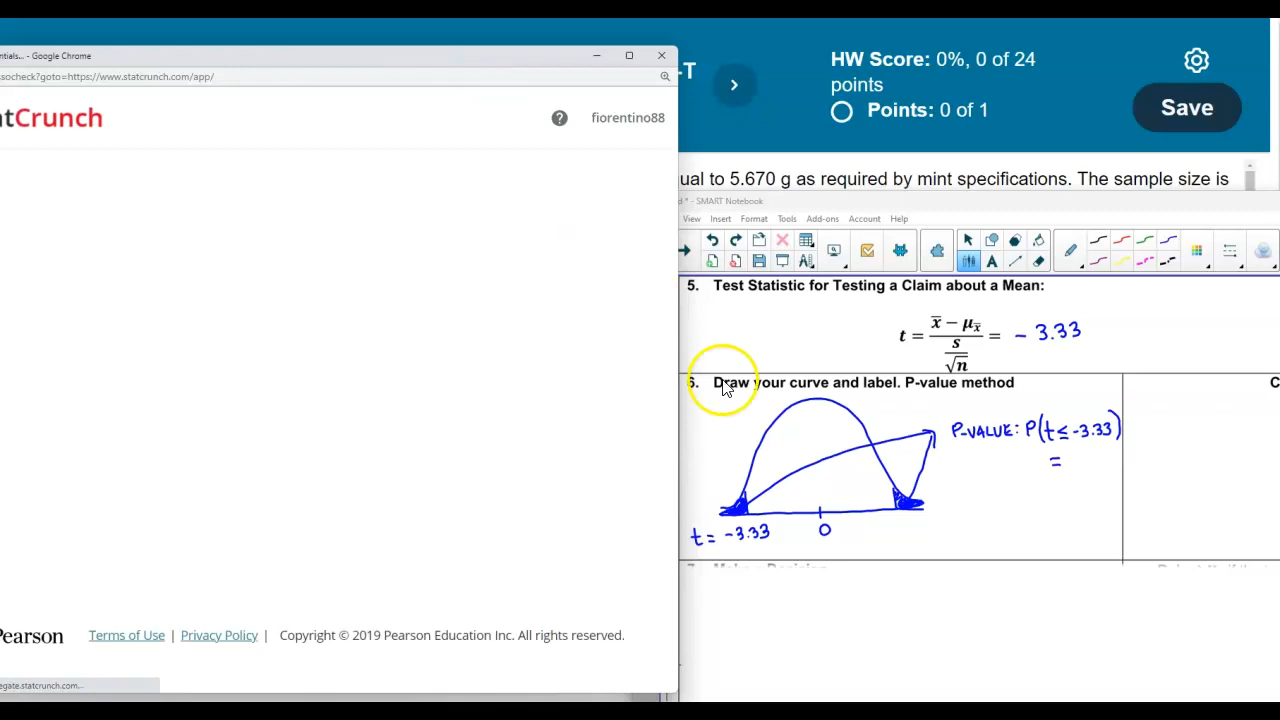 ntials... - Google Chrome
ssocheck?goto=https://www.statcrunch.com/app/
atCrunch
fiorentino88
-T
HW Score: 0%, 0 of 24
points
Points: 0 of 1
Save
ual to 5.670 g as required by mint specifications. The sample size is
d * - SMART Notebook
View Insert Format Tools Add-ons Account Help
5. Test Statistic for Testing a Claim about a Mean:
t = x̄ − μx̄ / s/√n = - 3.33
6. Draw your curve and label. P-value method
C
P-VALUE: P(t ≤ -3.33)
=
t = -3.33
0
Pearson
Terms of Use | Privacy Policy | Copyright © 2019 Pearson Education Inc. All rights reserved.
egate.statcrunch.com...